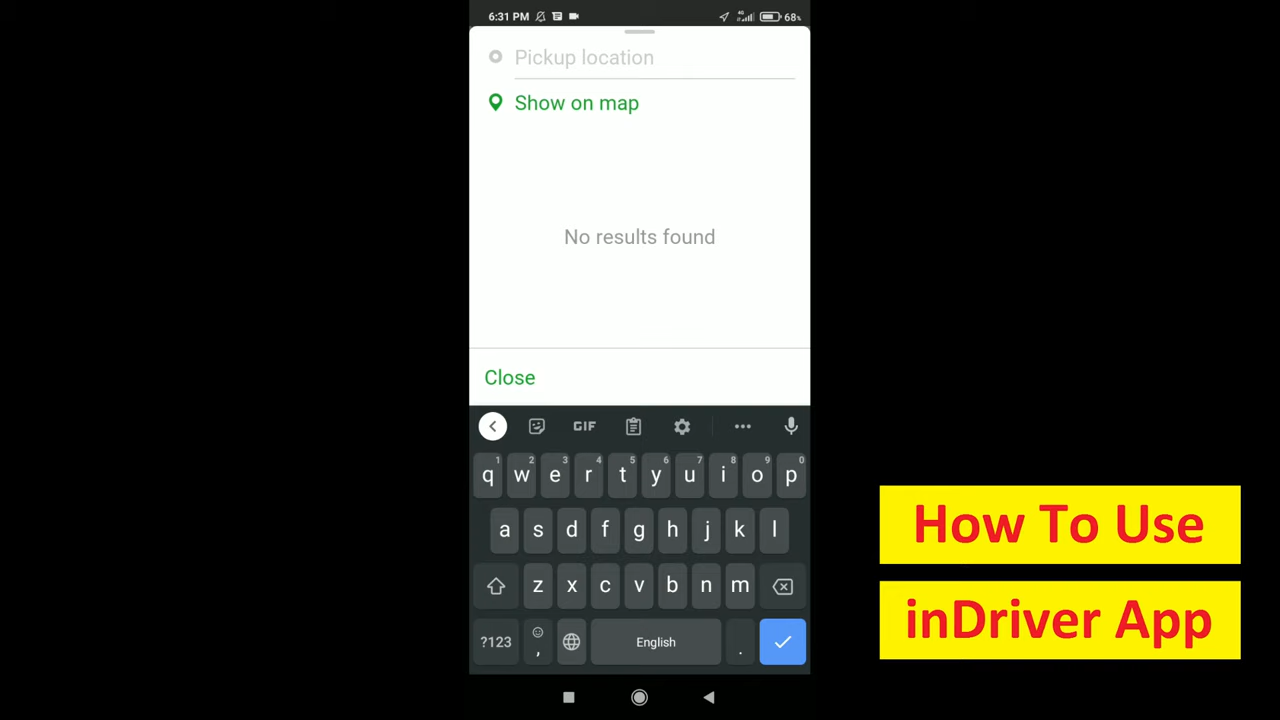 6:31 PM 4G 68%
Pickup location
Show on map
No results found
Close
GIF
1 2 3 4 5 6 7 8 9 0
q w e r t y u i o p
a s d f g h j k l
z x c v b n m
?123 , English .
How To Use
inDriver App